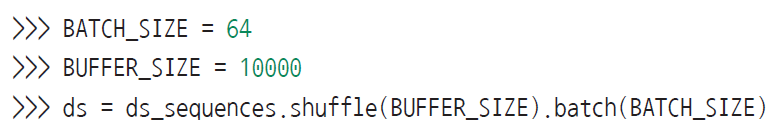 >>> BATCH_SIZE = 64
>>> BUFFER_SIZE = 10000
>>> ds = ds_sequences.shuffle(BUFFER_SIZE).batch(BATCH_SIZE)